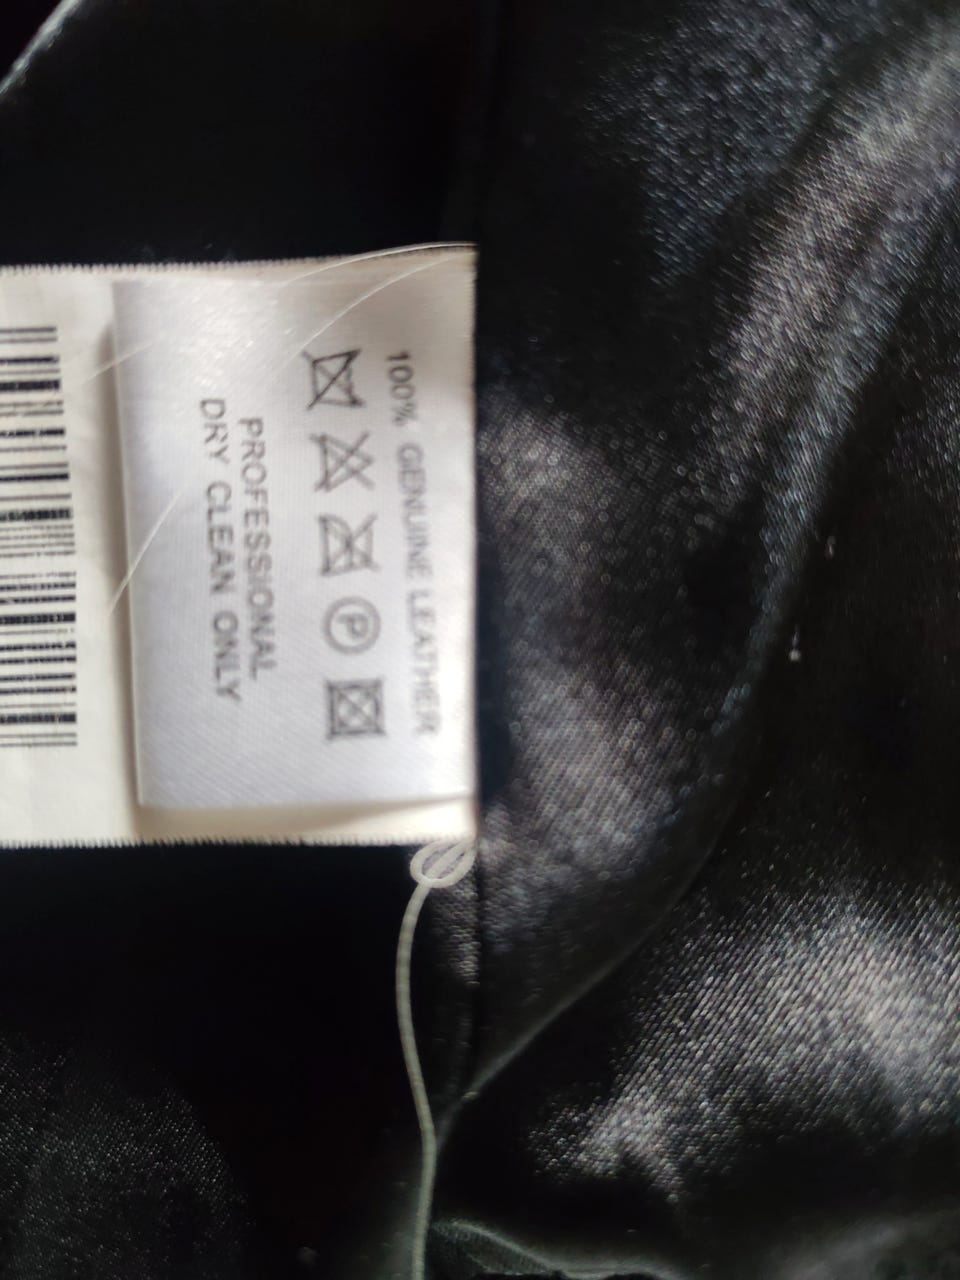 100% GENUINE LEATHER
P
PROFESSIONAL
DRY CLEAN ONLY